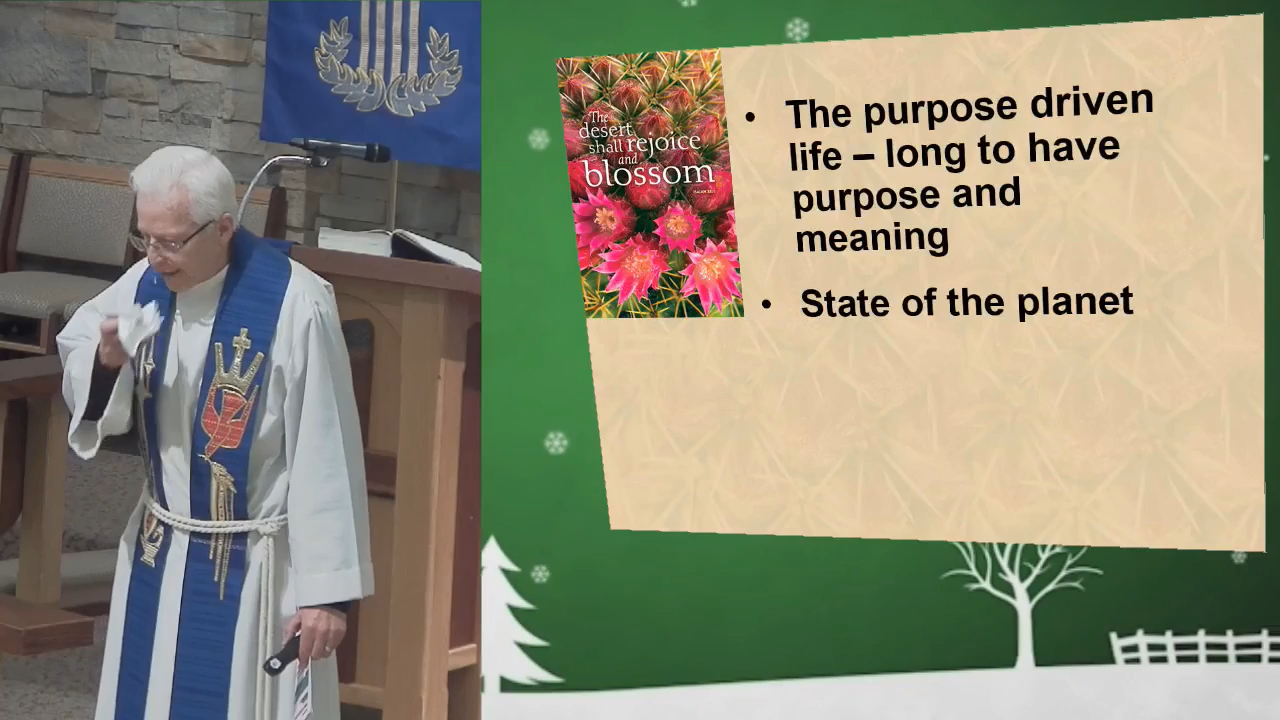 The
desert
shall rejoice
and
blossom
• The purpose driven
life – long to have
purpose and
meaning
• State of the planet